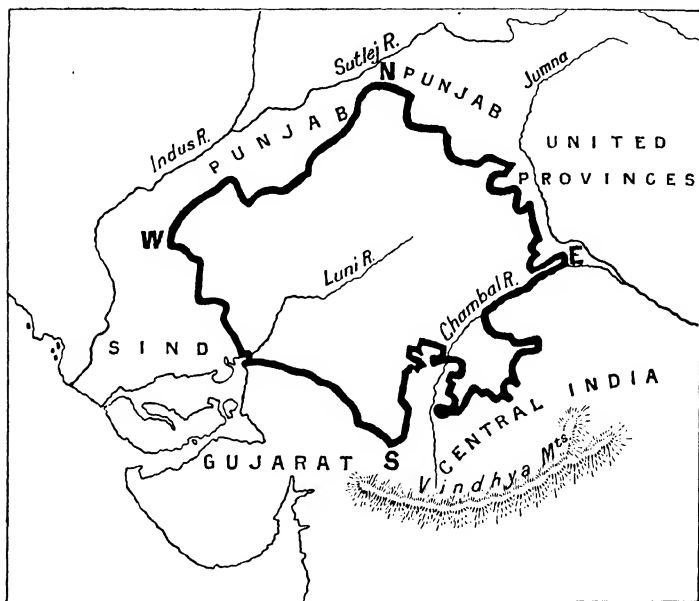 Sutlej R.
N
PUNJAB
Jumna
Indus R.
PUNJAB
UNITED
PROVINCES
W
Luni R.
E
Chambal R.
SIND
CENTRAL INDIA
GUJARAT
S
Vindhya Mts.